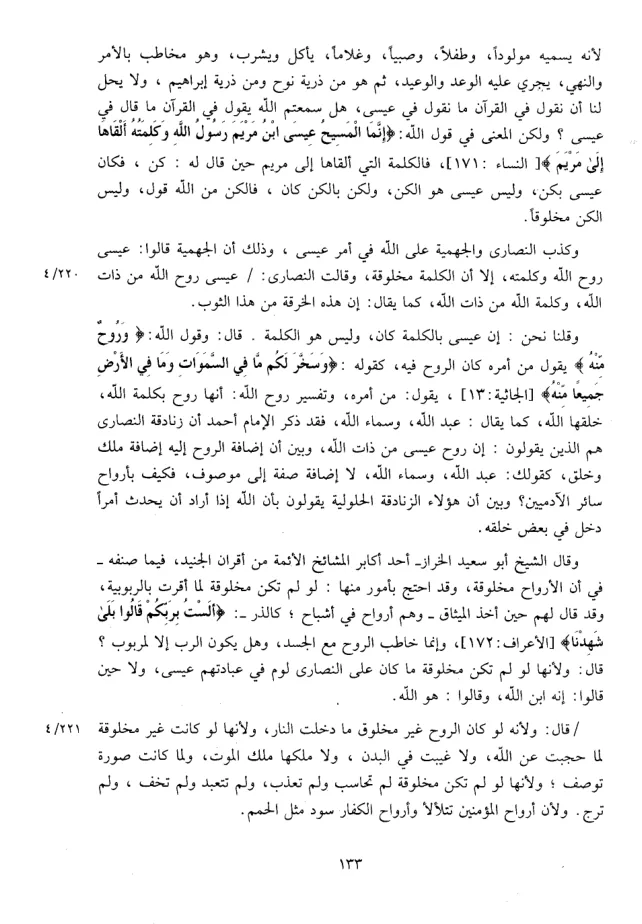 لأنه يسميه مولوداً، وطفلاً، وصبياً، وغلاماً، يأكل ويشرب، وهو مخاطب بالأمر
والنهي، يجري عليه الوعد والوعيد، ثم هو من ذرية نوح ومن ذرية إبراهيم ، ولا يحل
لنا أن نقول في القرآن ما نقول في عيسى، هل سمعتم الله يقول في القرآن ما قال في
عيسى ؟ ولكن المعنى في قول الله: ﴿إِنَّمَا الْمَسِيحُ عِيسَى ابْنُ مَرْيَمَ رَسُولُ اللَّهِ وَكَلِمَتُهُ أَلْقَاهَا
إِلَىٰ مَرْيَمَ ﴾[ النساء :١٧١]، فالكلمة التي ألقاها إلى مريم حين قال له : كن ، فكان
عيسى بكن، وليس عيسى هو الكن، ولكن بالكن كان ، فالكن من الله قول، وليس
الكن مخلوقاً.
وكذب النصارى والجهمية على الله في أمر عيسى ، وذلك أن الجهمية قالوا: عيسى
روح الله وكلمته، إلا أن الكلمة مخلوقة، وقالت النصارى: / عيسى روح الله من ذات ٤/٢٢٠
الله، وكلمة الله من ذات الله، كما يقال: إن هذه الخرقة من هذا الثوب.
وقلنا نحن : إن عيسى بالكلمة كان، وليس هو الكلمة . قال: وقول الله: ﴿ وَرُوحٌ
مِّنْهُ ﴾ يقول من أمره كان الروح فيه، كقوله : ﴿وَسَخَّرَ لَكُم مَّا فِي السَّمَوَاتِ وَمَا فِي الأَرْضِ
جَمِيعًا مِّنْهُ﴾ [الجاثية:١٣] ، يقول: من أمره، وتفسير روح الله: أنها روح بكلمة الله،
خلقها الله، كما يقال : عبد الله، وسماء الله، فقد ذكر الإمام أحمد أن زنادقة النصارى
هم الذين يقولون : إن روح عيسى من ذات الله، وبين أن إضافة الروح إليه إضافة ملك
وخلق، كقولك: عبد الله، وسماء الله، لا إضافة صفة إلى موصوف، فكيف بأرواح
سائر الآدميين؟ وبين أن هؤلاء الزنادقة الحلولية يقولون بأن الله إذا أراد أن يحدث أمراً
دخل في بعض خلقه.
وقال الشيخ أبو سعيد الخراز ـ أحد أكابر المشائخ الأئمة من أقران الجنيد، فيما صنفه ـ
في أن الأرواح مخلوقة، وقد احتج بأمور منها : لو لم تكن مخلوقة لما أقرت بالربوبية،
وقد قال لهم حين أخذ الميثاق ـ وهم أرواح في أشباح ؛ كالذر ـ: ﴿أَلَسْتُ بِرَبِّكُمْ قَالُوا بَلَىٰ
شَهِدْنَا﴾ [الأعراف:١٧٢]، وإنما خاطب الروح مع الجسد، وهل يكون الرب إلا لمربوب ؟
قال: ولأنها لو لم تكن مخلوقة ما كان على النصارى لوم في عبادتهم عيسى، ولا حين
قالوا: إنه ابن الله، وقالوا : هو الله.
/ قال: ولأنه لو كان الروح غير مخلوق ما دخلت النار، ولأنها لو كانت غير مخلوقة ٤/٢٢١
لما حجبت عن الله، ولا غيبت في البدن ، ولا ملكها ملك الموت، ولما كانت صورة
توصف ؛ ولأنها لو لم تكن مخلوقة لم تحاسب ولم تعذب، ولم تتعبد ولم تخف ، ولم
ترج. ولأن أرواح المؤمنين تتلألأ وأرواح الكفار سود مثل الحمم.
١٣٣